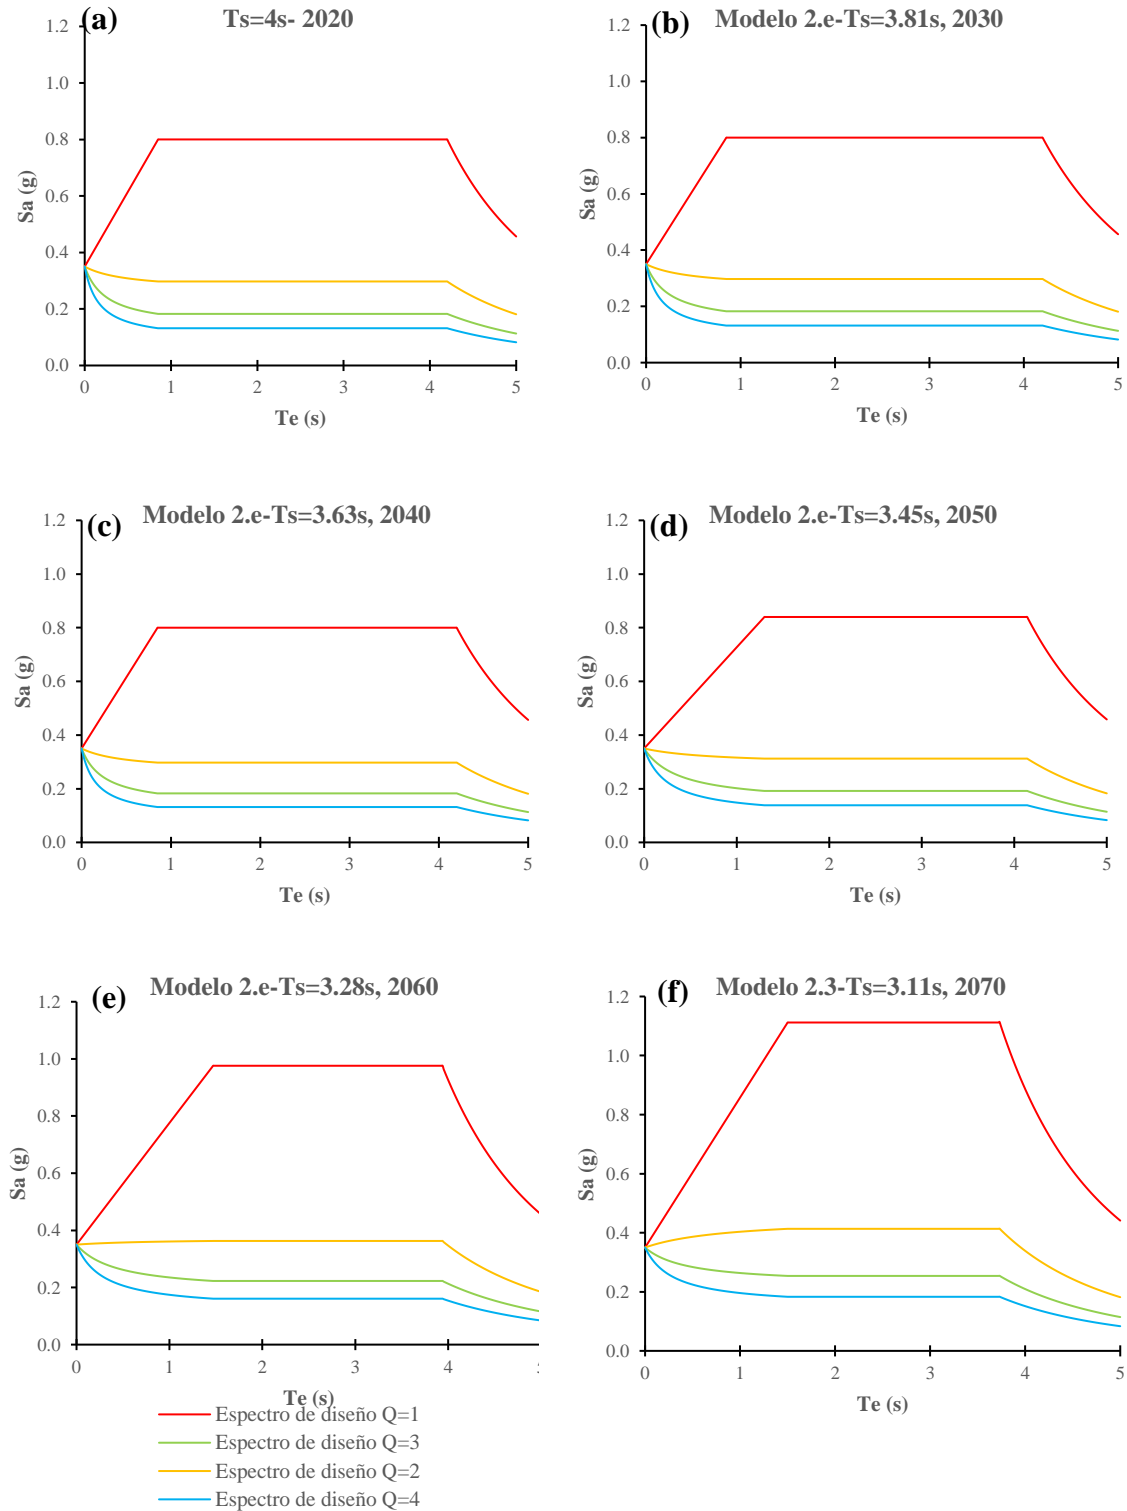 (a) Ts=4s- 2020
1.2
1.0
0.8
0.6
0.4
0.2
0.0
Sa (g)
0 1 2 3 4 5
Te (s)
(b) Modelo 2.e-Ts=3.81s, 2030
1.2
1.0
0.8
0.6
0.4
0.2
0.0
Sa (g)
0 1 2 3 4 5
Te (s)
(c) Modelo 2.e-Ts=3.63s, 2040
1.2
1.0
0.8
0.6
0.4
0.2
0.0
Sa (g)
0 1 2 3 4 5
Te (s)
(d) Modelo 2.e-Ts=3.45s, 2050
1.2
1.0
0.8
0.6
0.4
0.2
0.0
Sa (g)
0 1 2 3 4 5
Te (s)
(e) Modelo 2.e-Ts=3.28s, 2060
1.2
1.0
0.8
0.6
0.4
0.2
0.0
Sa (g)
0 1 2 3 4
Te (s)
(f) Modelo 2.3-Ts=3.11s, 2070
1.2
1.0
0.8
0.6
0.4
0.2
0.0
Sa (g)
0 1 2 3 4 5
Te (s)
Espectro de diseño Q=1
Espectro de diseño Q=3
Espectro de diseño Q=2
Espectro de diseño Q=4